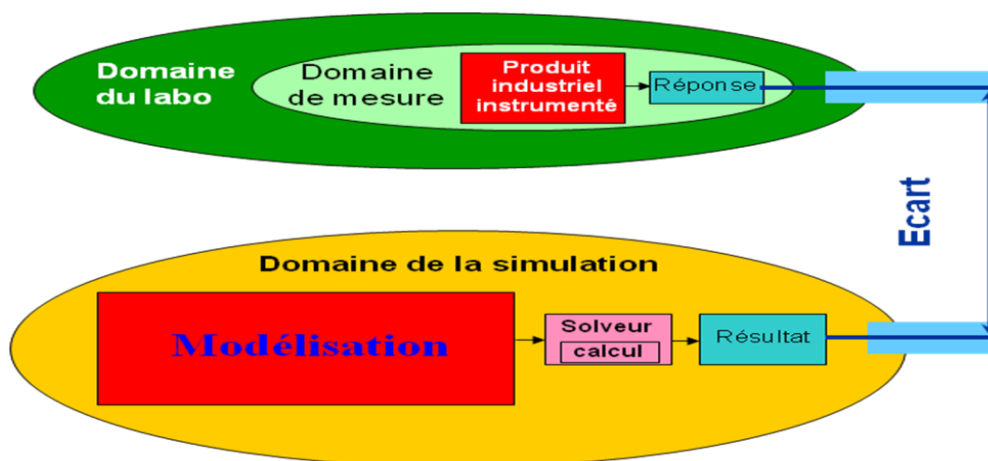 Domaine
du labo
Domaine
de mesure
Produit
industriel
instrumenté
Réponse
Ecart
Domaine de la simulation
Modélisation
Solveur
calcul
Résultat